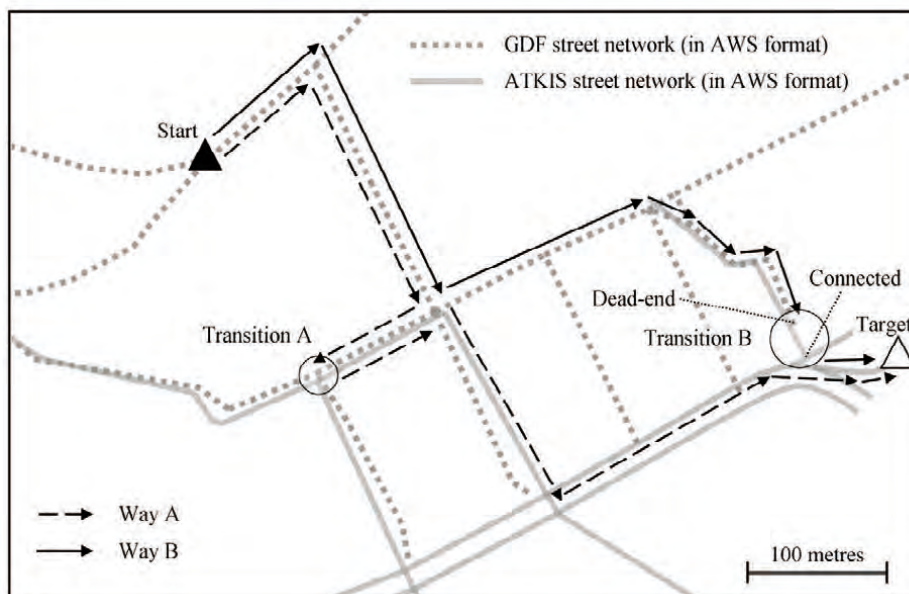 GDF street network (in AWS format)
ATKIS street network (in AWS format)
Start
Connected
Dead-end
Transition A
Transition B
Target
Way A
Way B
100 metres